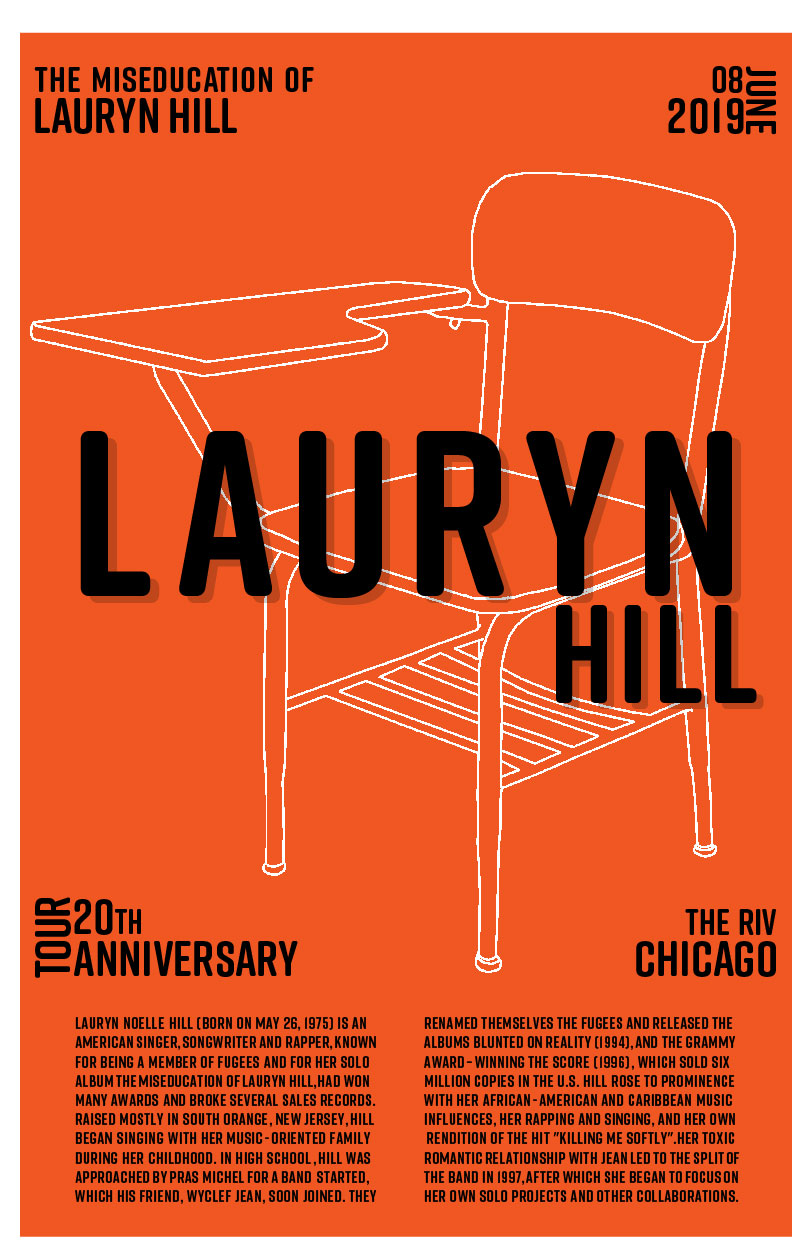 THE MISEDUCATION OF
LAURYN HILL
08
2019
JUNE
LAURYN
HILL
TOUR
20TH
ANNIVERSARY
THE RIV
CHICAGO
LAURYN NOELLE HILL (BORN ON MAY 26, 1975) IS AN
AMERICAN SINGER, SONGWRITER AND RAPPER, KNOWN
FOR BEING A MEMBER OF FUGEES AND FOR HER SOLO
ALBUM THE MISEDUCATION OF LAURYN HILL,HAD WON
MANY AWARDS AND BROKE SEVERAL SALES RECORDS.
RAISED MOSTLY IN SOUTH ORANGE, NEW JERSEY, HILL
BEGAN SINGING WITH HER MUSIC-ORIENTED FAMILY
DURING HER CHILDHOOD. IN HIGH SCHOOL, HILL WAS
APPROACHED BY PRAS MICHEL FOR A BAND STARTED,
WHICH HIS FRIEND, WYCLEF JEAN, SOON JOINED. THEY
RENAMED THEMSELVES THE FUGEES AND RELEASED THE
ALBUMS BLUNTED ON REALITY (1994), AND THE GRAMMY
AWARD-WINNING THE SCORE (1996), WHICH SOLD SIX
MILLION COPIES IN THE U.S. HILL ROSE TO PROMINENCE
WITH HER AFRICAN-AMERICAN AND CARIBBEAN MUSIC
INFLUENCES, HER RAPPING AND SINGING, AND HER OWN
RENDITION OF THE HIT "KILLING ME SOFTLY".HER TOXIC
ROMANTIC RELATIONSHIP WITH JEAN LED TO THE SPLIT OF
THE BAND IN 1997, AFTER WHICH SHE BEGAN TO FOCUS ON
HER OWN SOLO PROJECTS AND OTHER COLLABORATIONS.